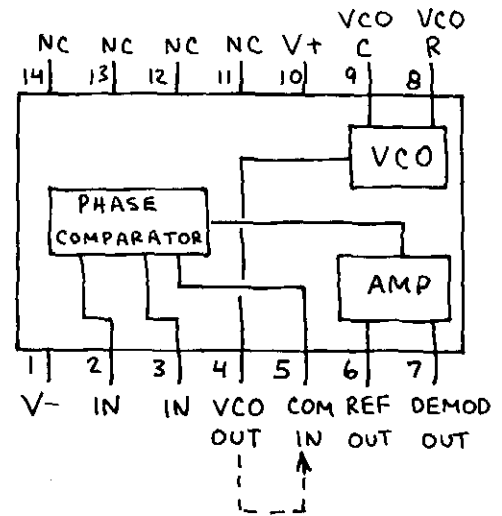 VCO VCO
NC NC NC NC V+ C R
14 13 12 11 10 9 8
VCO
PHASE
COMPARATOR
AMP
1 2 3 4 5 6 7
V- IN IN VCO COM REF DEMOD
OUT IN OUT OUT